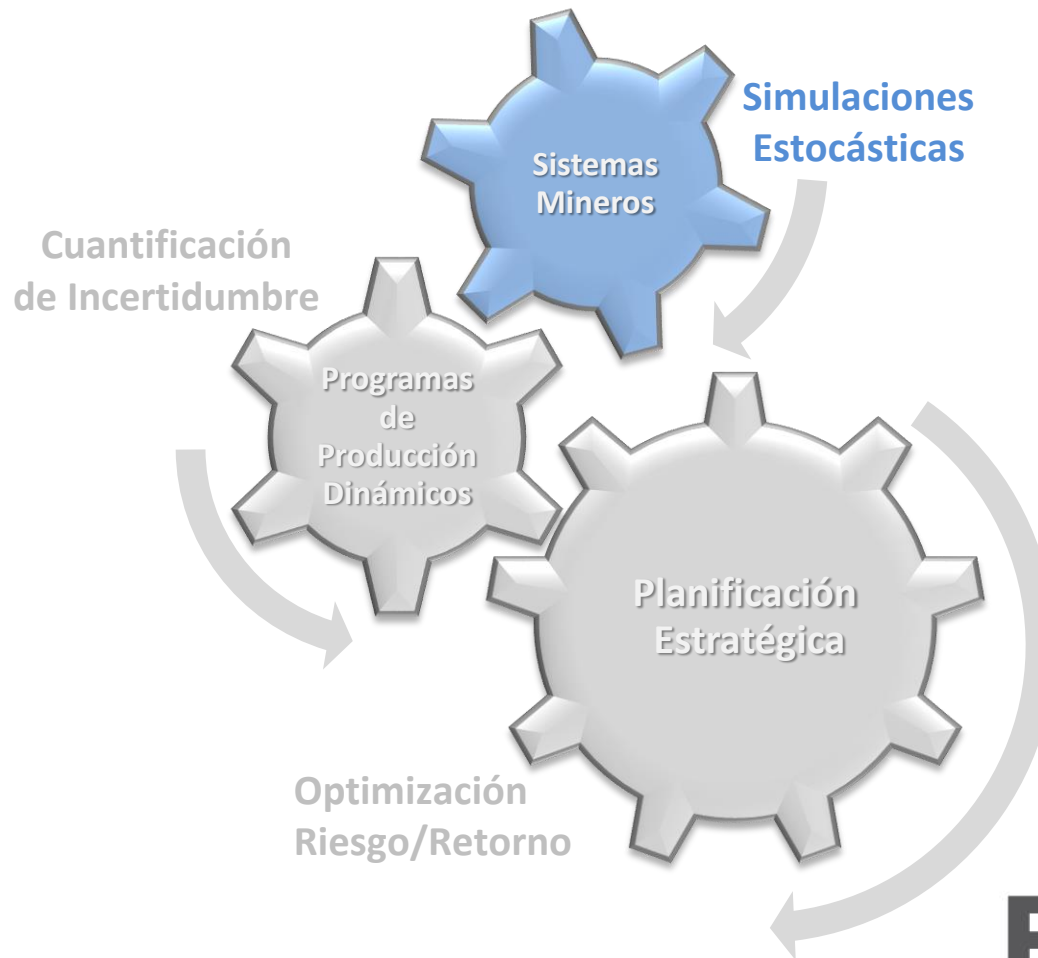 Simulaciones
Estocásticas
Sistemas
Mineros
Cuantificación
de Incertidumbre
Programas
de
Producción
Dinámicos
Planificación
Estratégica
Optimización
Riesgo/Retorno